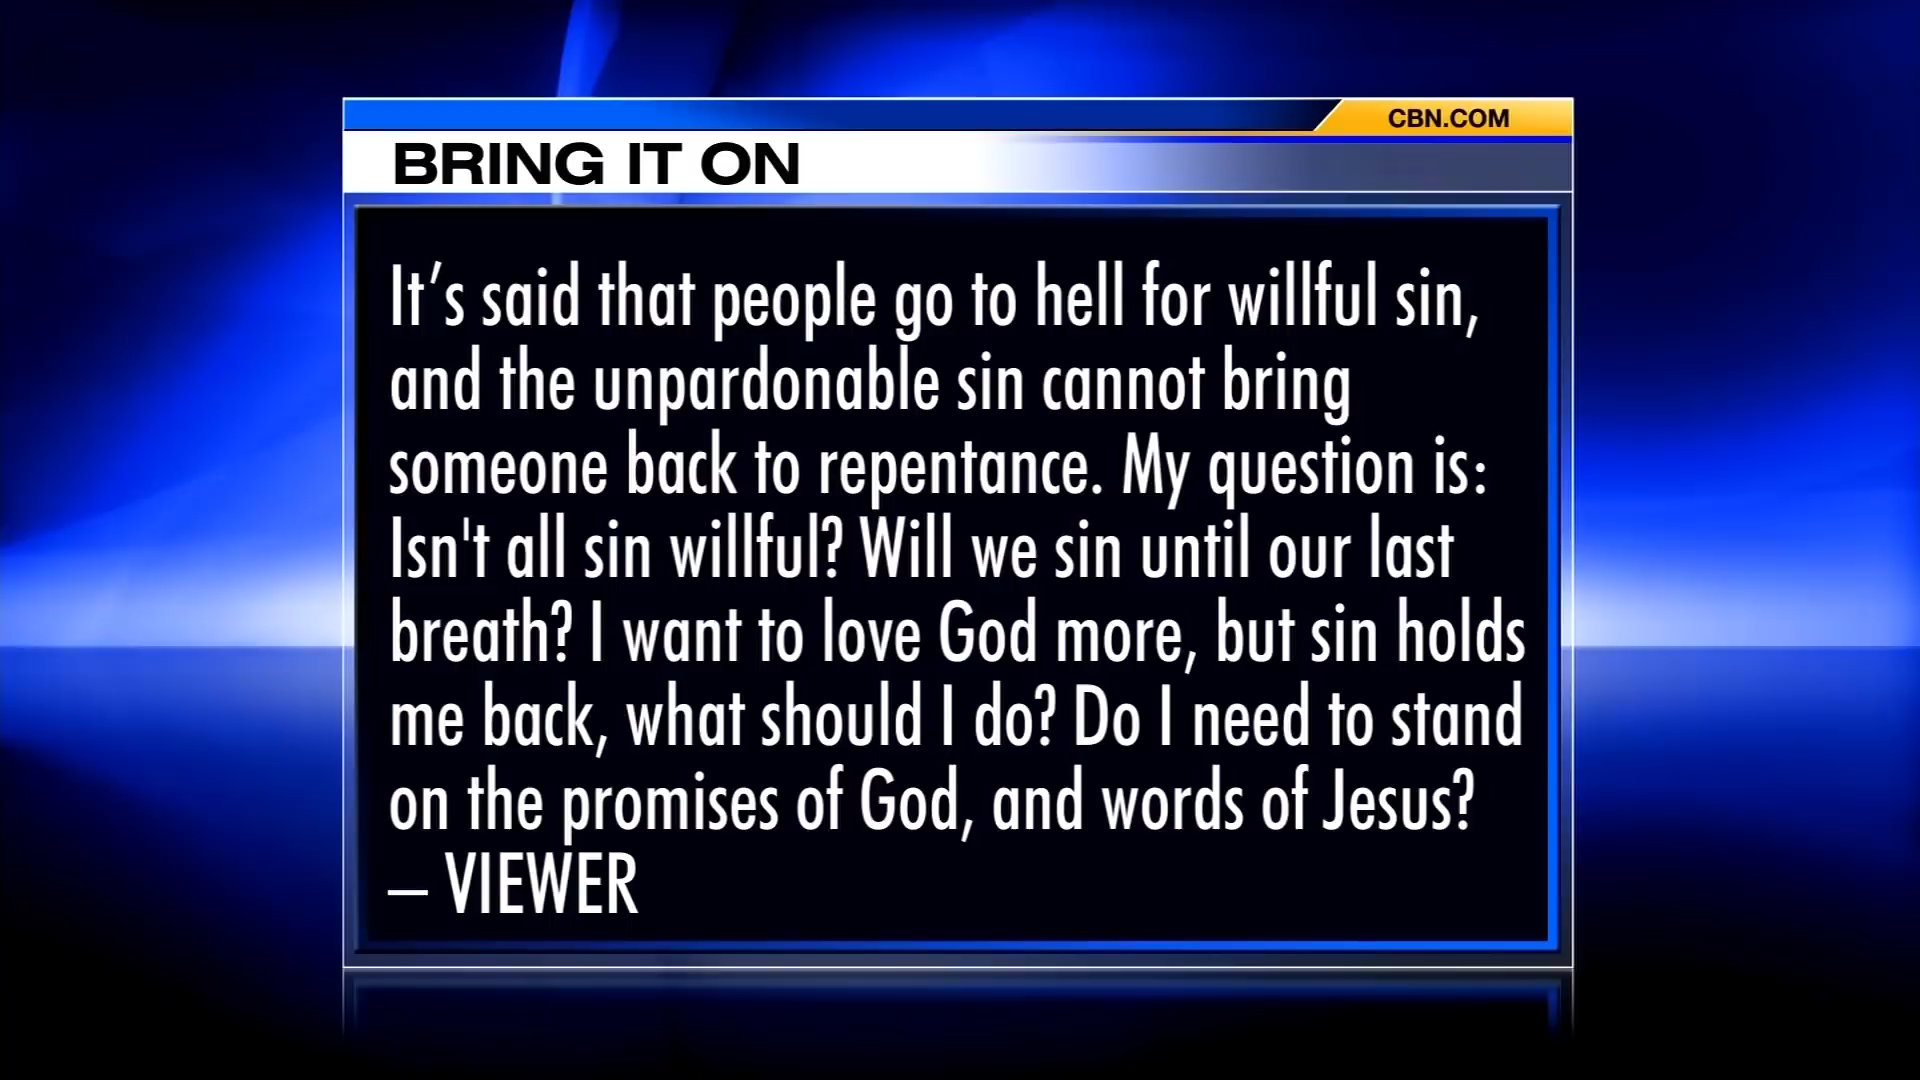 CBN.COM
BRING IT ON
It’s said that people go to hell for willful sin,
and the unpardonable sin cannot bring
someone back to repentance. My question is:
Isn't all sin willful? Will we sin until our last
breath? I want to love God more, but sin holds
me back, what should I do? Do I need to stand
on the promises of God, and words of Jesus?
– VIEWER